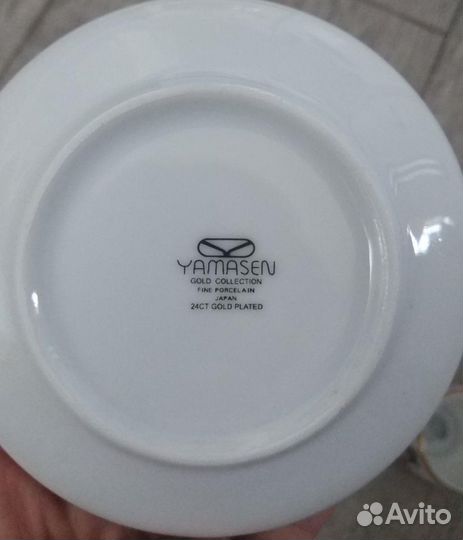 YAMASEN
GOLD COLLECTION
FINE PORCELAIN
JAPAN
24CT GOLD PLATED
Avito